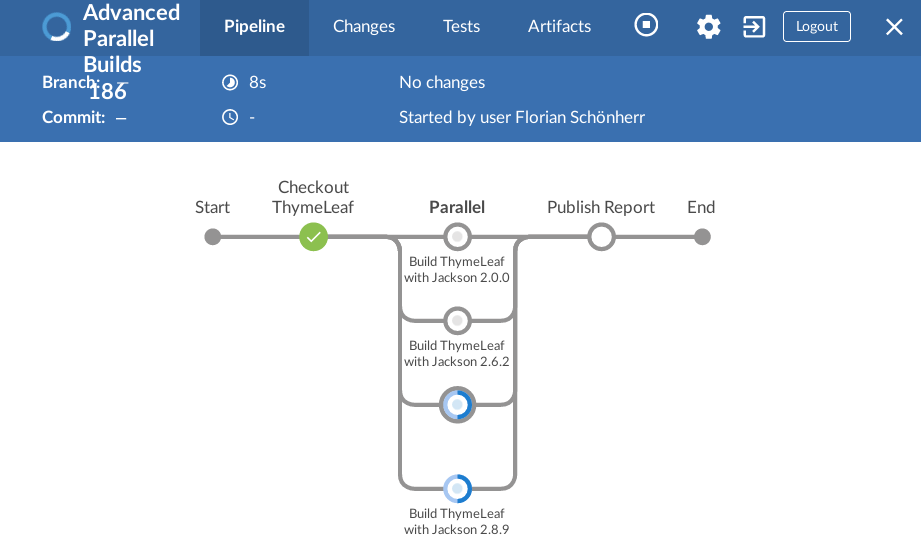 Advanced
Parallel
Builds
186
Pipeline
Changes
Tests
Artifacts
Logout
Branch: —
8s
No changes
Commit: —
-
Started by user Florian Schönherr
Start
Checkout
ThymeLeaf
Parallel
Publish Report
End
Build ThymeLeaf
with Jackson 2.0.0
Build ThymeLeaf
with Jackson 2.6.2
Build ThymeLeaf
with Jackson 2.8.9